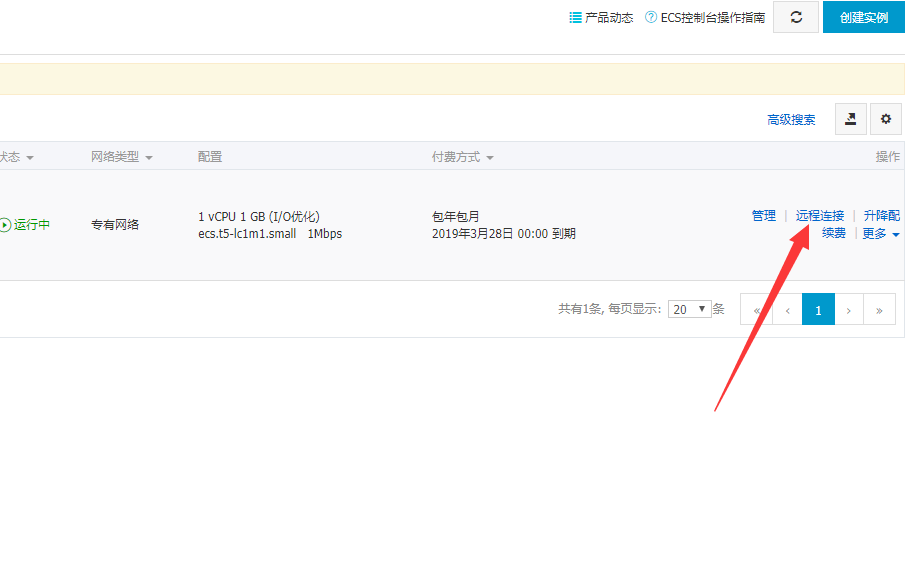 产品动态 ECS控制台操作指南 创建实例
高级搜索
状态 网络类型 配置 付费方式 操作
运行中 专有网络 1 vCPU 1 GB (I/O优化) 包年包月 管理 | 远程连接 | 升降配
ecs.t5-lc1m1.small 1Mbps 2019年3月28日 00:00 到期 续费 | 更多
共有1条, 每页显示: 20 条 « ‹ 1 › »